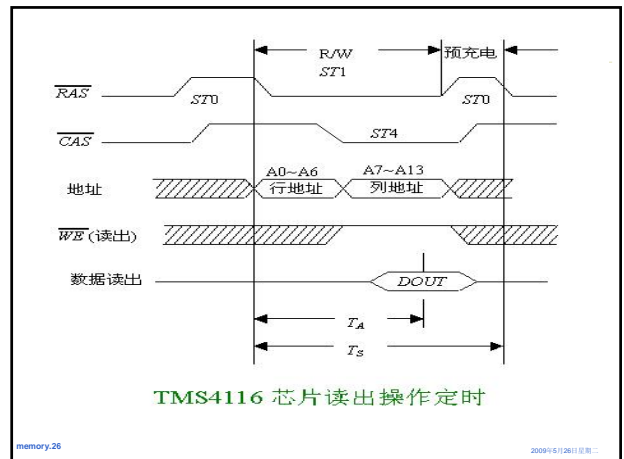 R/W 预充电
ST1
RAS ST0 ST0
CAS ST4
A0~A6 A7~A13
地址 行地址 列地址
WE (读出)
数据读出 DOUT
TA
TS
TMS4116 芯片读出操作定时
memory.26 2009年5月26日星期二